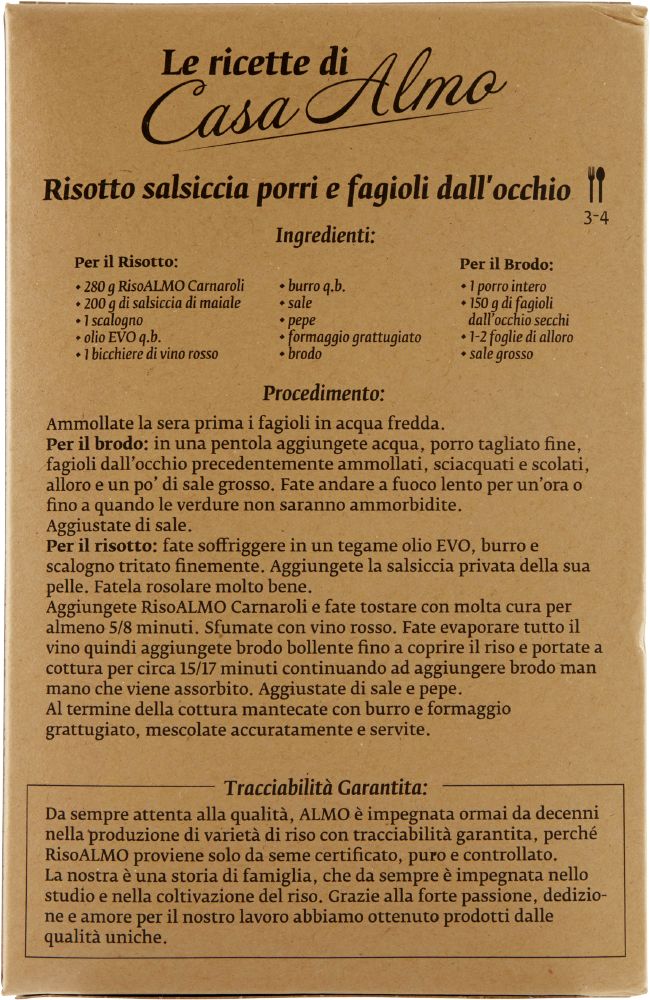 Le ricette di
Casa Almo
Risotto salsiccia porri e fagioli dall'occhio
3-4
Ingredienti:
Per il Risotto:
• 280 g RisoALMO Carnaroli
• 200 g di salsiccia di maiale
• 1 scalogno
• olio EVO q.b.
• 1 bicchiere di vino rosso
• burro q.b.
• sale
• pepe
• formaggio grattugiato
• brodo
Per il Brodo:
• 1 porro intero
• 150 g di fagioli
dall'occhio secchi
• 1-2 foglie di alloro
• sale grosso
Procedimento:
Ammollate la sera prima i fagioli in acqua fredda.
Per il brodo: in una pentola aggiungete acqua, porro tagliato fine,
fagioli dall'occhio precedentemente ammollati, sciacquati e scolati,
alloro e un po' di sale grosso. Fate andare a fuoco lento per un'ora o
fino a quando le verdure non saranno ammorbidite.
Aggiustate di sale.
Per il risotto: fate soffriggere in un tegame olio EVO, burro e
scalogno tritato finemente. Aggiungete la salsiccia privata della sua
pelle. Fatela rosolare molto bene.
Aggiungete RisoALMO Carnaroli e fate tostare con molta cura per
almeno 5/8 minuti. Sfumate con vino rosso. Fate evaporare tutto il
vino quindi aggiungete brodo bollente fino a coprire il riso e portate a
cottura per circa 15/17 minuti continuando ad aggiungere brodo man
mano che viene assorbito. Aggiustate di sale e pepe.
Al termine della cottura mantecate con burro e formaggio
grattugiato, mescolate accuratamente e servite.
Tracciabilità Garantita:
Da sempre attenta alla qualità, ALMO è impegnata ormai da decenni
nella produzione di varietà di riso con tracciabilità garantita, perché
RisoALMO proviene solo da seme certificato, puro e controllato.
La nostra è una storia di famiglia, che da sempre è impegnata nello
studio e nella coltivazione del riso. Grazie alla forte passione, dedizio-
ne e amore per il nostro lavoro abbiamo ottenuto prodotti dalle
qualità uniche.